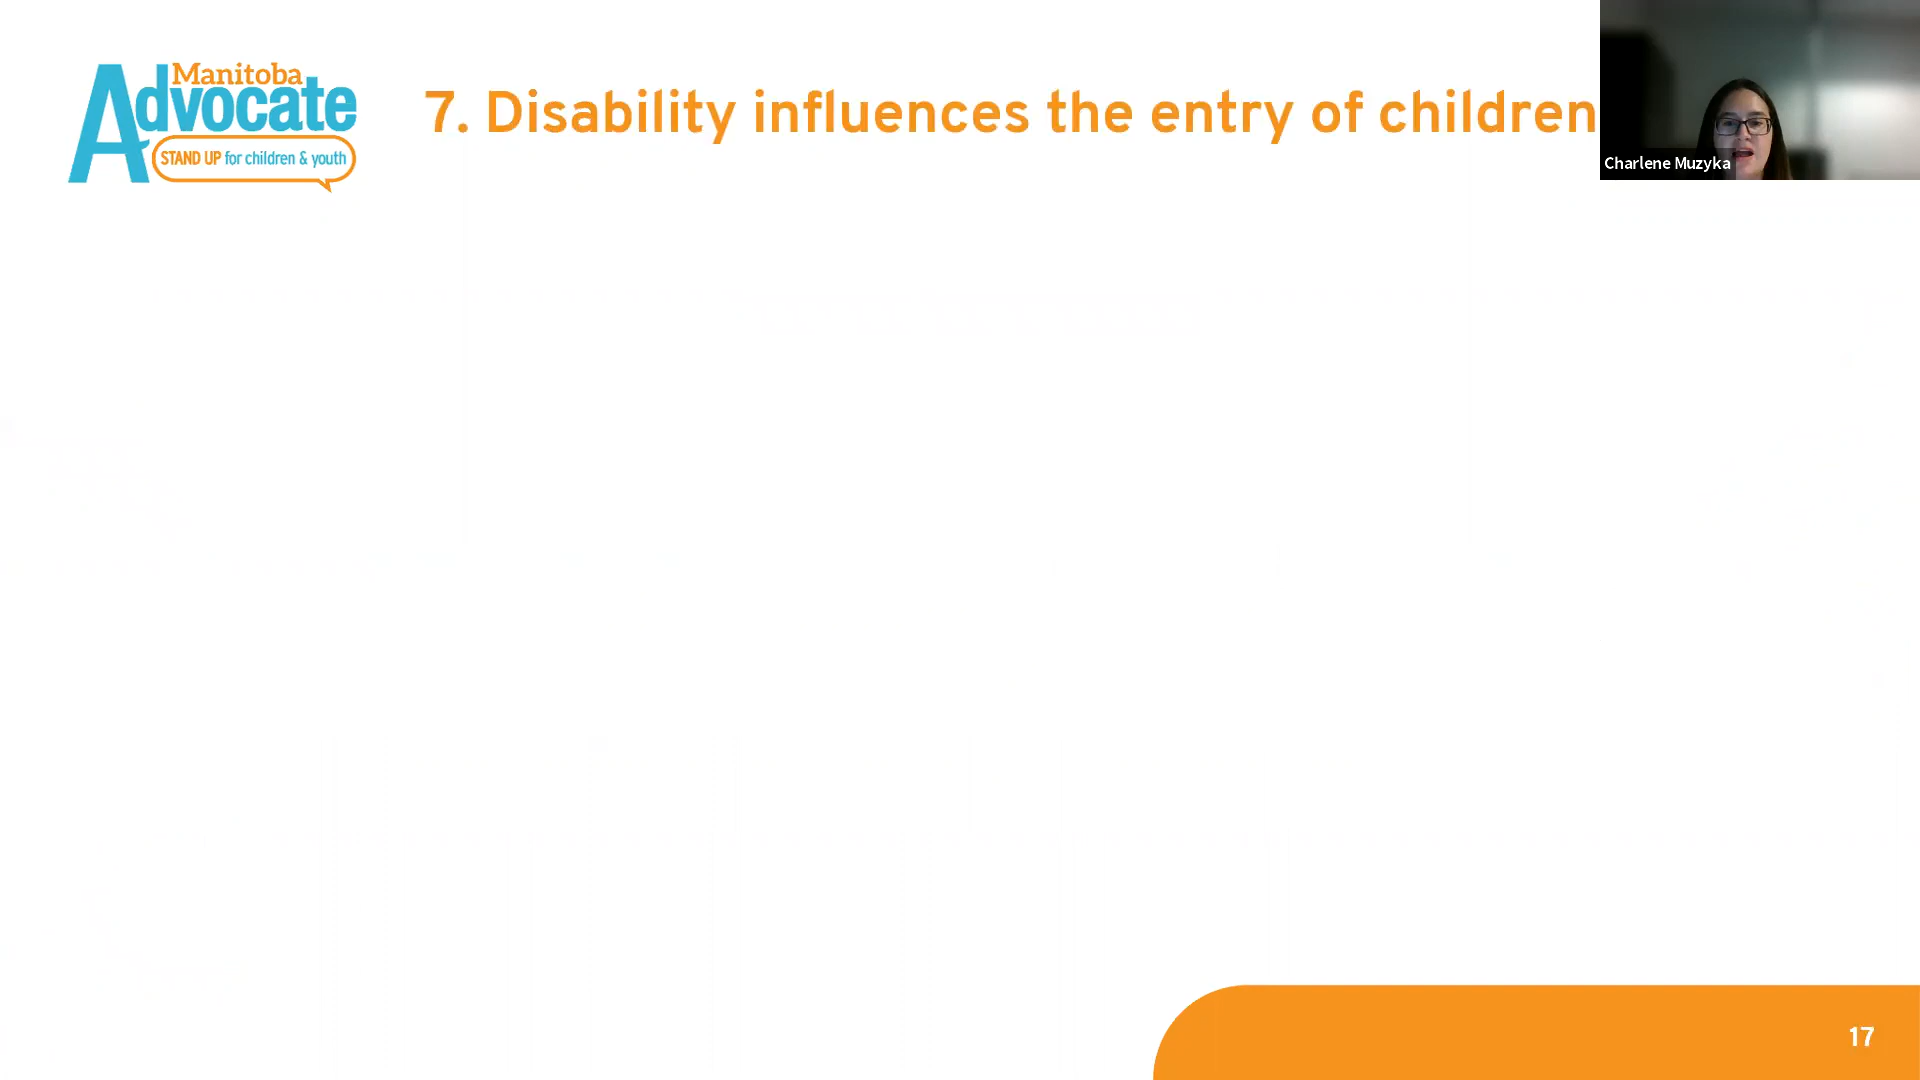 Manitoba
Advocate
STAND UP for children & youth
7. Disability influences the entry of children
Charlene Muzyka
17